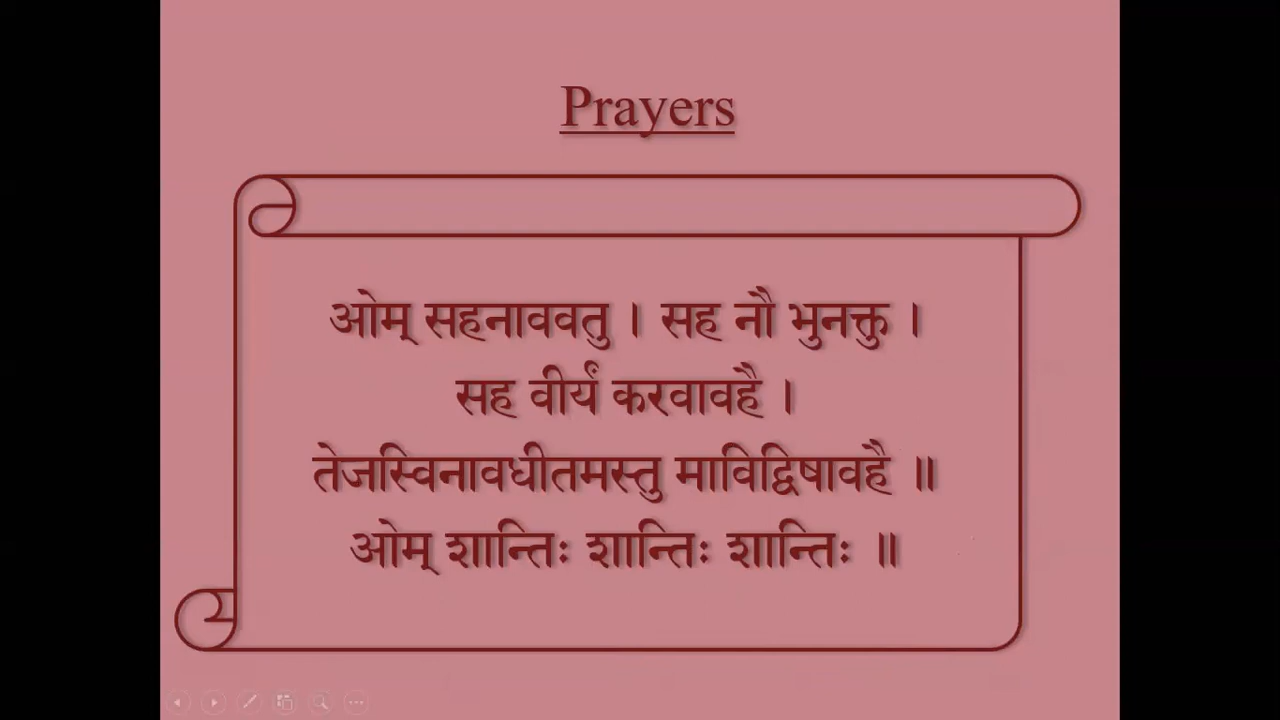 Prayers
ओम् सहनाववतु । सह नौ भुनक्तु ।
सह वीर्यं करवावहै ।
तेजस्विनावधीतमस्तु माविद्विषावहै ॥
ओम् शान्तिः शान्तिः शान्तिः ॥